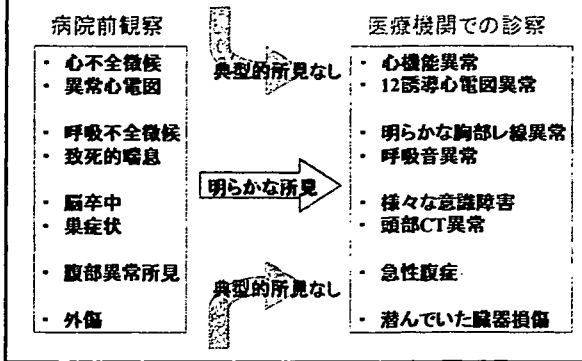 病院前観察
・ 心不全徴候
・ 異常心電図
・ 呼吸不全徴候
・ 致死的喘息
・ 脳卒中
・ 巣症状
・ 腹部異常所見
・ 外傷
典型的所見なし
明らかな所見
典型的所見なし
医療機関での診察
・ 心機能異常
・ 12誘導心電図異常
・ 明らかな胸部レ線異常
・ 呼吸音異常
・ 様々な意識障害
・ 頭部CT異常
・ 急性腹症
・ 潜んでいた臓器損傷